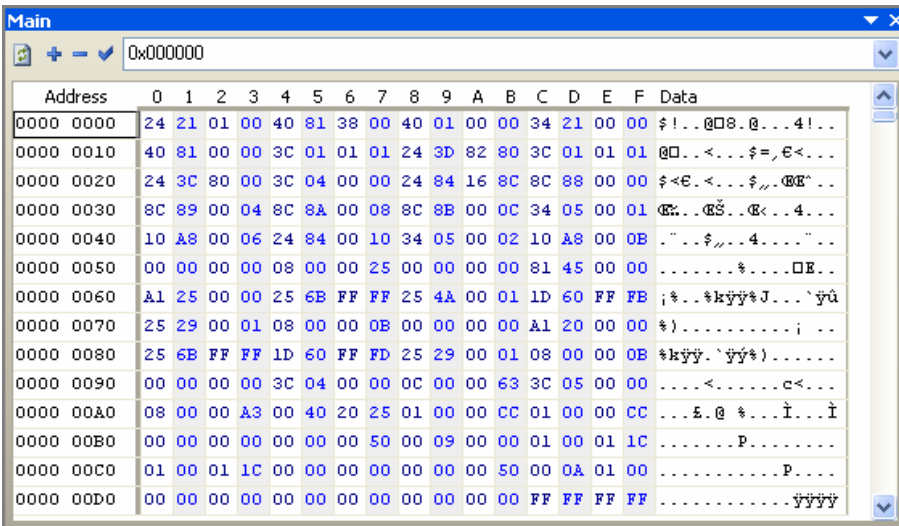 Main
0x000000
Address 0 1 2 3 4 5 6 7 8 9 A B C D E F Data
0000 0000 24 21 01 00 40 81 38 00 40 01 00 00 34 21 00 00 $!..@□8.@...4!..
0000 0010 40 81 00 00 3C 01 01 01 24 3D 82 80 3C 01 01 01 @□..<...$=‚€<...
0000 0020 24 3C 80 00 3C 04 00 00 24 84 16 8C 8C 88 00 00 $<€.<...$„.ŒŒˆ..
0000 0030 8C 89 00 04 8C 8A 00 08 8C 8B 00 0C 34 05 00 01 Œ‰..ŒŠ..Œ‹..4...
0000 0040 10 A8 00 06 24 84 00 10 34 05 00 02 10 A8 00 0B .¨..$„..4....¨..
0000 0050 00 00 00 00 08 00 00 25 00 00 00 00 81 45 00 00 .......%....□E..
0000 0060 A1 25 00 00 25 6B FF FF 25 4A 00 01 1D 60 FF FB ¡%..%kÿÿ%J...`ÿû
0000 0070 25 29 00 01 08 00 00 0B 00 00 00 00 A1 20 00 00 %)..........¡ ..
0000 0080 25 6B FF FF 1D 60 FF FD 25 29 00 01 08 00 00 0B %kÿÿ.`ÿý%)......
0000 0090 00 00 00 00 3C 04 00 00 0C 00 00 63 3C 05 00 00 ....<......c<...
0000 00A0 08 00 00 A3 00 40 20 25 01 00 00 CC 01 00 00 CC ...£.@ %...Ì...Ì
0000 00B0 00 00 00 00 00 00 00 50 00 09 00 00 01 00 01 1C .......P........
0000 00C0 01 00 01 1C 00 00 00 00 00 00 00 50 00 0A 01 00 ...........P....
0000 00D0 00 00 00 00 00 00 00 00 00 00 00 00 FF FF FF FF ............ÿÿÿÿ